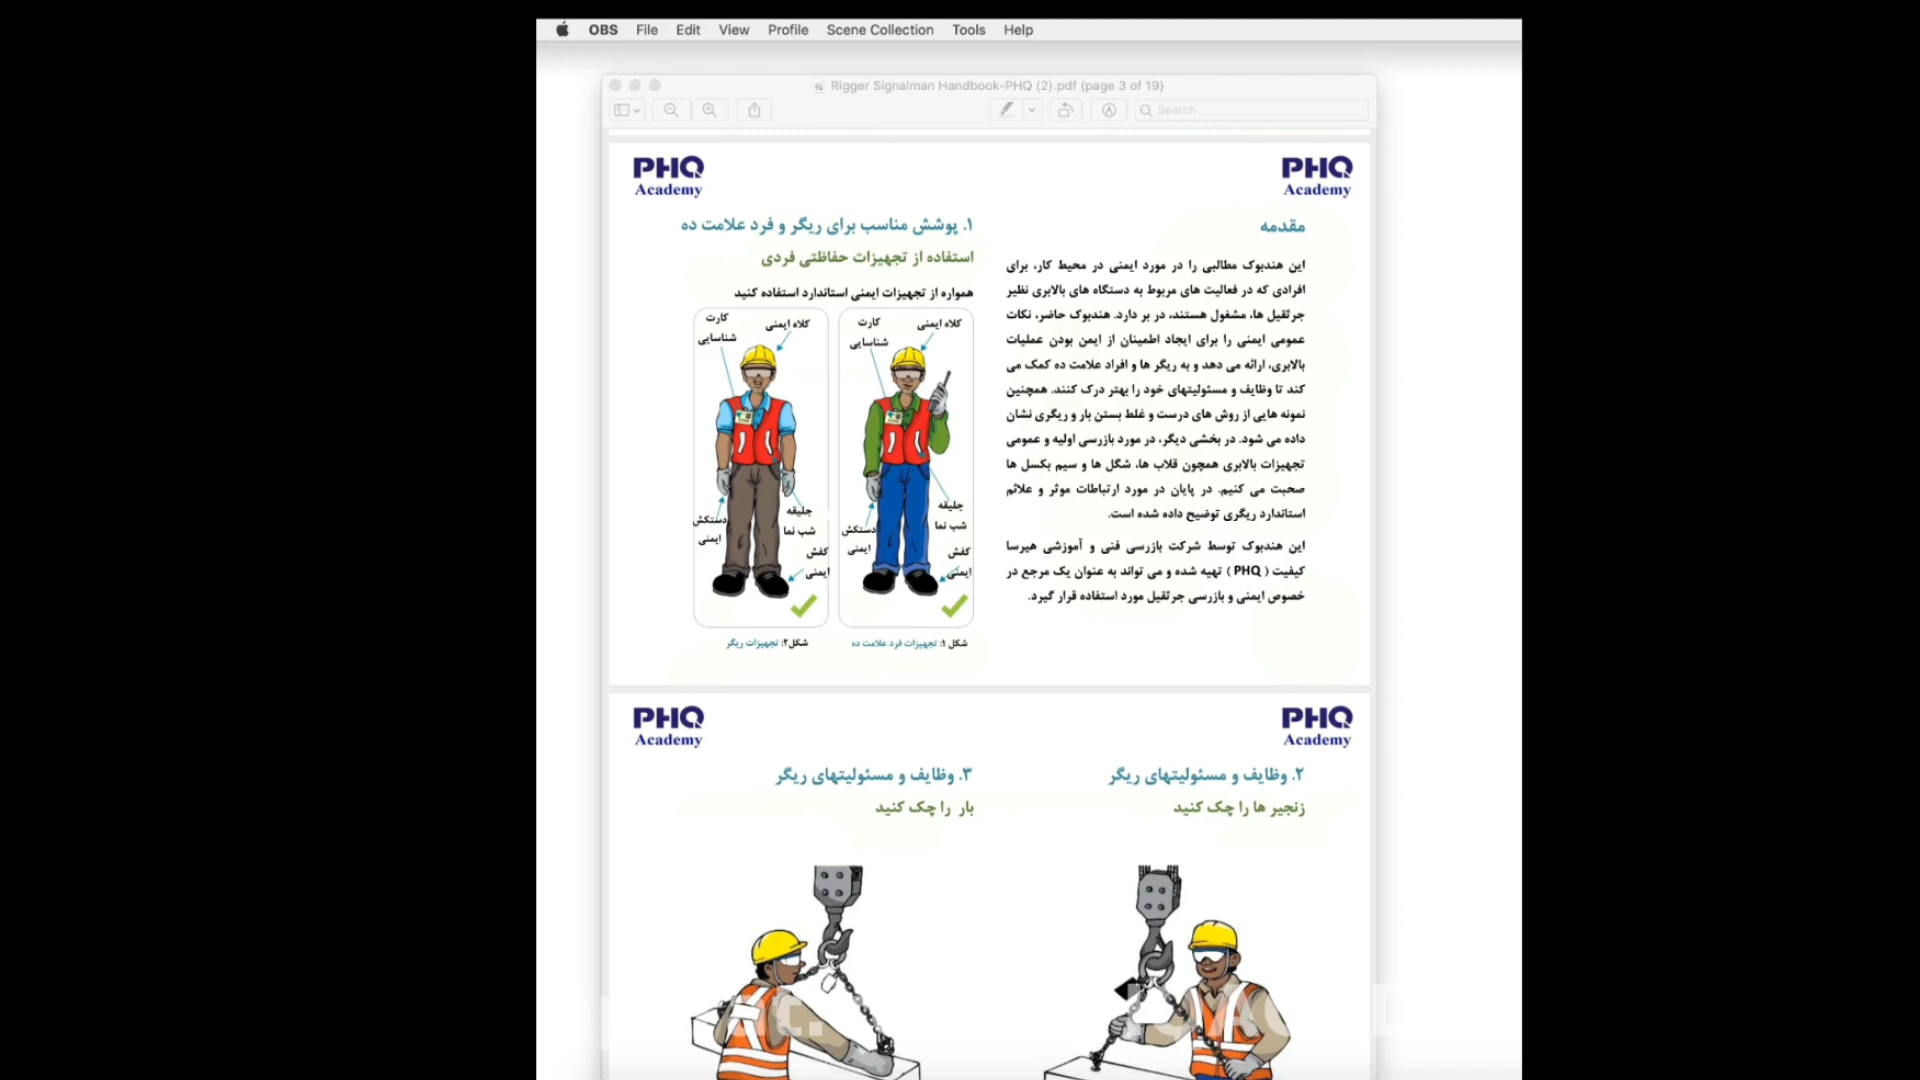 OBS File Edit View Profile Scene Collection Tools Help
Rigger Signalman Handbook-PHQ (2).pdf (page 3 of 19)
Search
PHQ
Academy
PHQ
Academy
مقدمه
این هندبوک مطالبی را در مورد ایمنی در محیط کار، برای
افرادی که در فعالیت های مربوط به دستگاه های بالابری نظیر
جرثقیل ها، مشغول هستند، در بر دارد. هندبوک حاضر، نکات
عمومی ایمنی را برای ایجاد اطمینان از ایمن بودن عملیات
بالابری، ارائه می دهد و به ریگر ها و افراد علامت ده کمک می
کند تا وظایف و مسئولیتهای خود را بهتر درک کنند. همچنین
نمونه هایی از روش های درست و غلط بستن بار و ریگری نشان
داده می شود. در بخشی دیگر، در مورد بازرسی اولیه و عمومی
تجهیزات بالابری همچون قلاب ها، شگل ها و سیم بکسل ها
صحبت می کنیم. در پایان در مورد ارتباطات موثر و علائم
استاندارد ریگری توضیح داده شده است.
این هندبوک توسط شرکت بازرسی فنی و آموزشی هیرسا
کیفیت ( PHQ ) تهیه شده و می تواند به عنوان یک مرجع در
خصوص ایمنی و بازرسی جرثقیل مورد استفاده قرار گیرد.
۱. پوشش مناسب برای ریگر و فرد علامت ده
استفاده از تجهیزات حفاظتی فردی
همواره از تجهیزات ایمنی استاندارد استفاده کنید
کلاه ایمنی
کارت
شناسایی
جلیقه
شب نما
دستکش
ایمنی
کفش
ایمنی
شکل ۱: تجهیزات فرد علامت ده
کلاه ایمنی
کارت
شناسایی
جلیقه
شب نما
دستکش
ایمنی
کفش
ایمنی
شکل۲: تجهیزات ریگر
PHQ
Academy
PHQ
Academy
۲. وظایف و مسئولیتهای ریگر
زنجیر ها را چک کنید
۳. وظایف و مسئولیتهای ریگر
بار را چک کنید